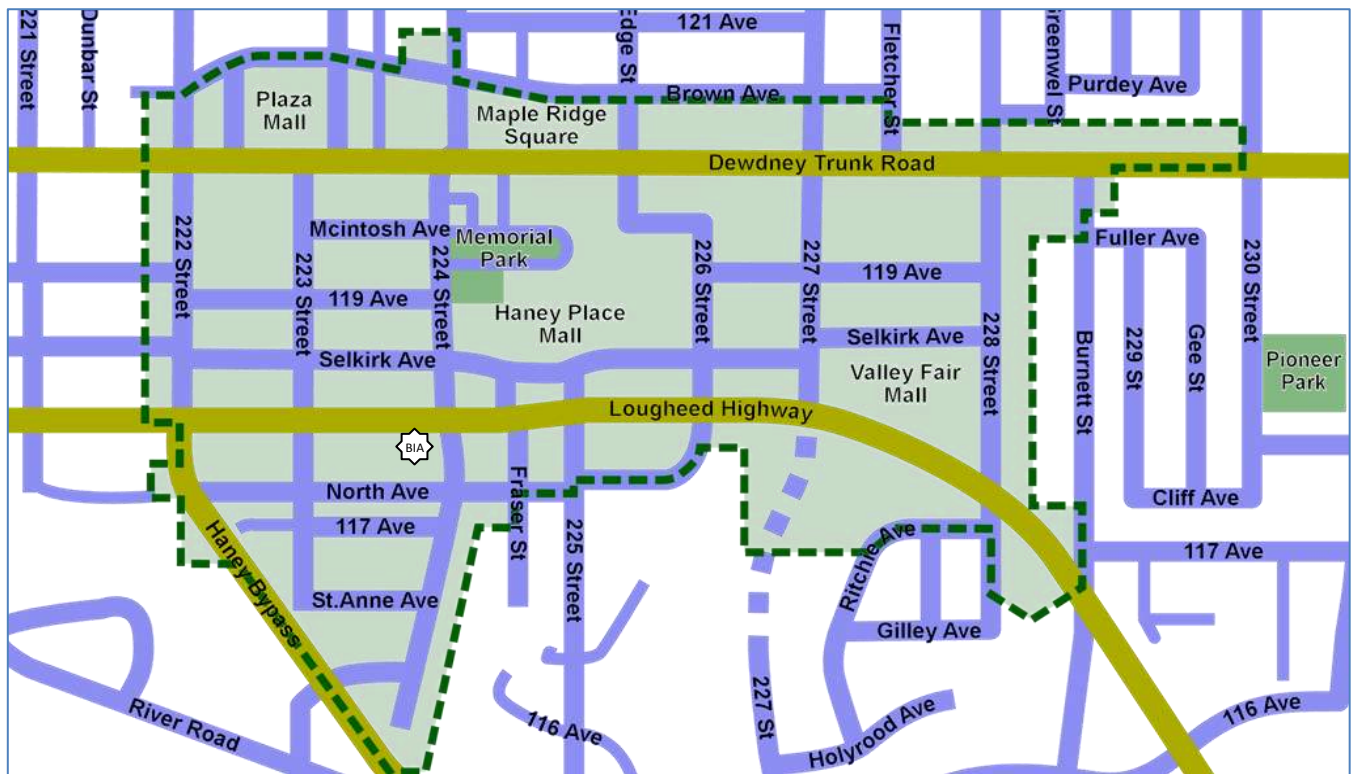 221 Street
Dunbar St
Edge St
121 Ave
Fletcher St
Greenwel St
Purdey Ave
Brown Ave
Plaza
Mall
Maple Ridge
Square
Dewdney Trunk Road
222 Street
223 Street
Mcintosh Ave
224 Street
Memorial
Park
119 Ave
Haney Place
Mall
226 Street
227 Street
119 Ave
Fuller Ave
230 Street
Selkirk Ave
Selkirk Ave
228 Street
Valley Fair
Mall
Burnett St
229 St
Gee St
Pioneer
Park
Lougheed Highway
BIA
North Ave
Fraser St
Cliff Ave
117 Ave
225 Street
Haney Bypass
Ritchie Ave
117 Ave
St.Anne Ave
Gilley Ave
River Road
116 Ave
227 St
Holyrood Ave
116 Ave